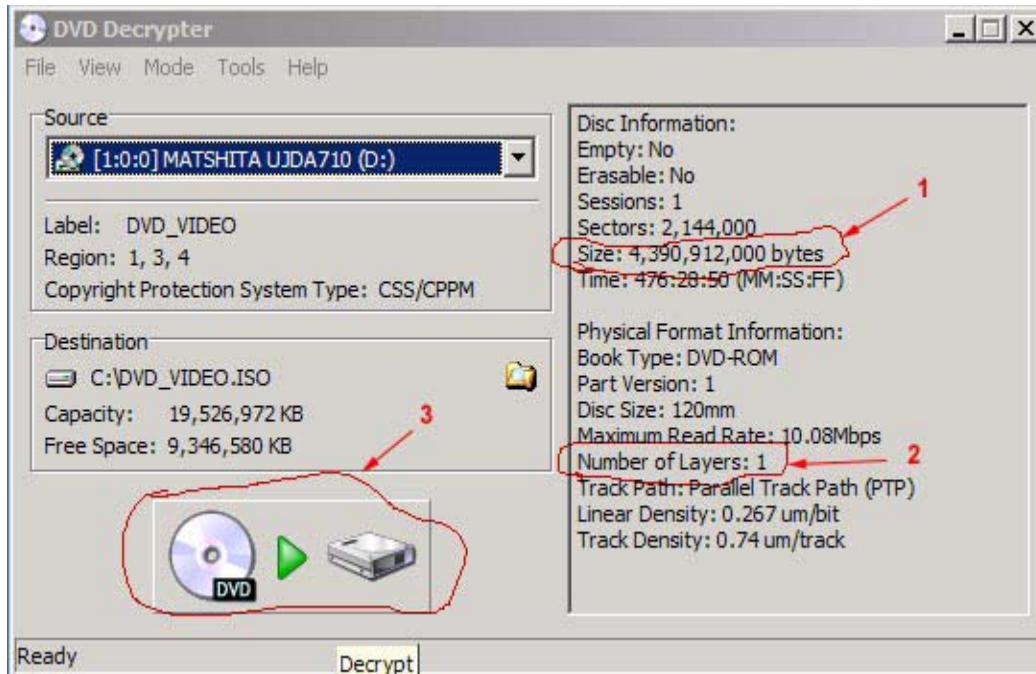 DVD Decrypter
File View Mode Tools Help
Source
[1:0:0] MATSHITA UJDA710 (D:)
Label: DVD_VIDEO
Region: 1, 3, 4
Copyright Protection System Type: CSS/CPPM
Destination
C:\DVD_VIDEO.ISO
Capacity: 19,526,972 KB
Free Space: 9,346,580 KB
3
DVD
Disc Information:
Empty: No
Erasable: No
Sessions: 1
1
Sectors: 2,144,000
Size: 4,390,912,000 bytes
Time: 476:28:50 (MM:SS:FF)
Physical Format Information:
Book Type: DVD-ROM
Part Version: 1
Disc Size: 120mm
Maximum Read Rate: 10.08Mbps
Number of Layers: 1
2
Track Path: Parallel Track Path (PTP)
Linear Density: 0.267 um/bit
Track Density: 0.74 um/track
Ready
Decrypt